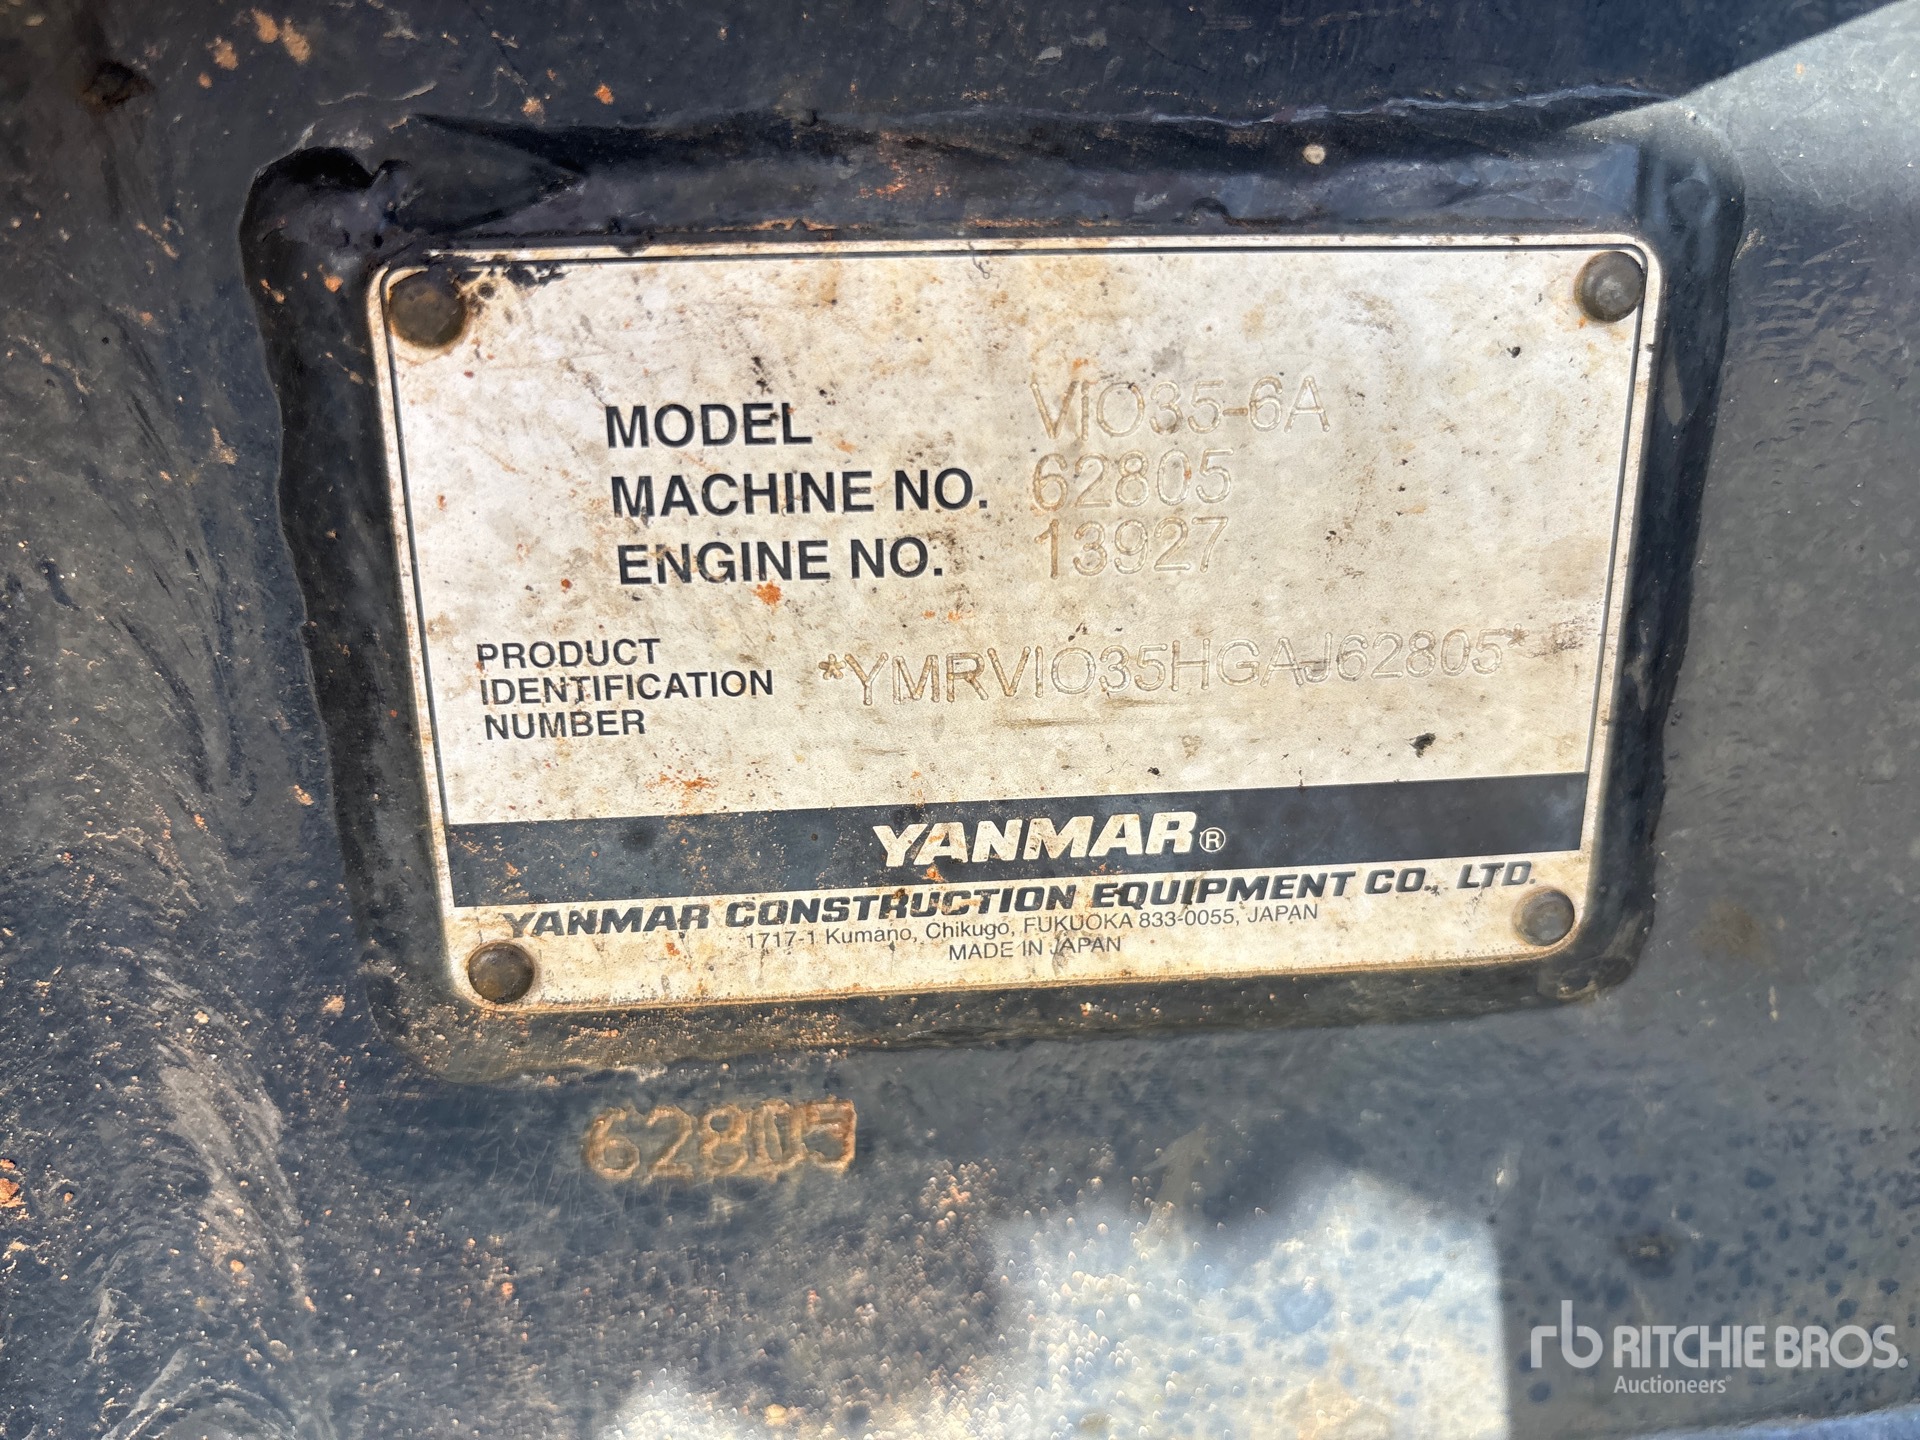 MODEL VIO35-6A
MACHINE NO. 62805
ENGINE NO. 13927
PRODUCT
IDENTIFICATION
NUMBER
*YMRVIO35HGAJ62805*
YANMAR®
YANMAR CONSTRUCTION EQUIPMENT CO., LTD.
1717-1 Kumano, Chikugo, FUKUOKA 833-0055, JAPAN
MADE IN JAPAN
62805
rb RITCHIE BROS.
Auctioneers